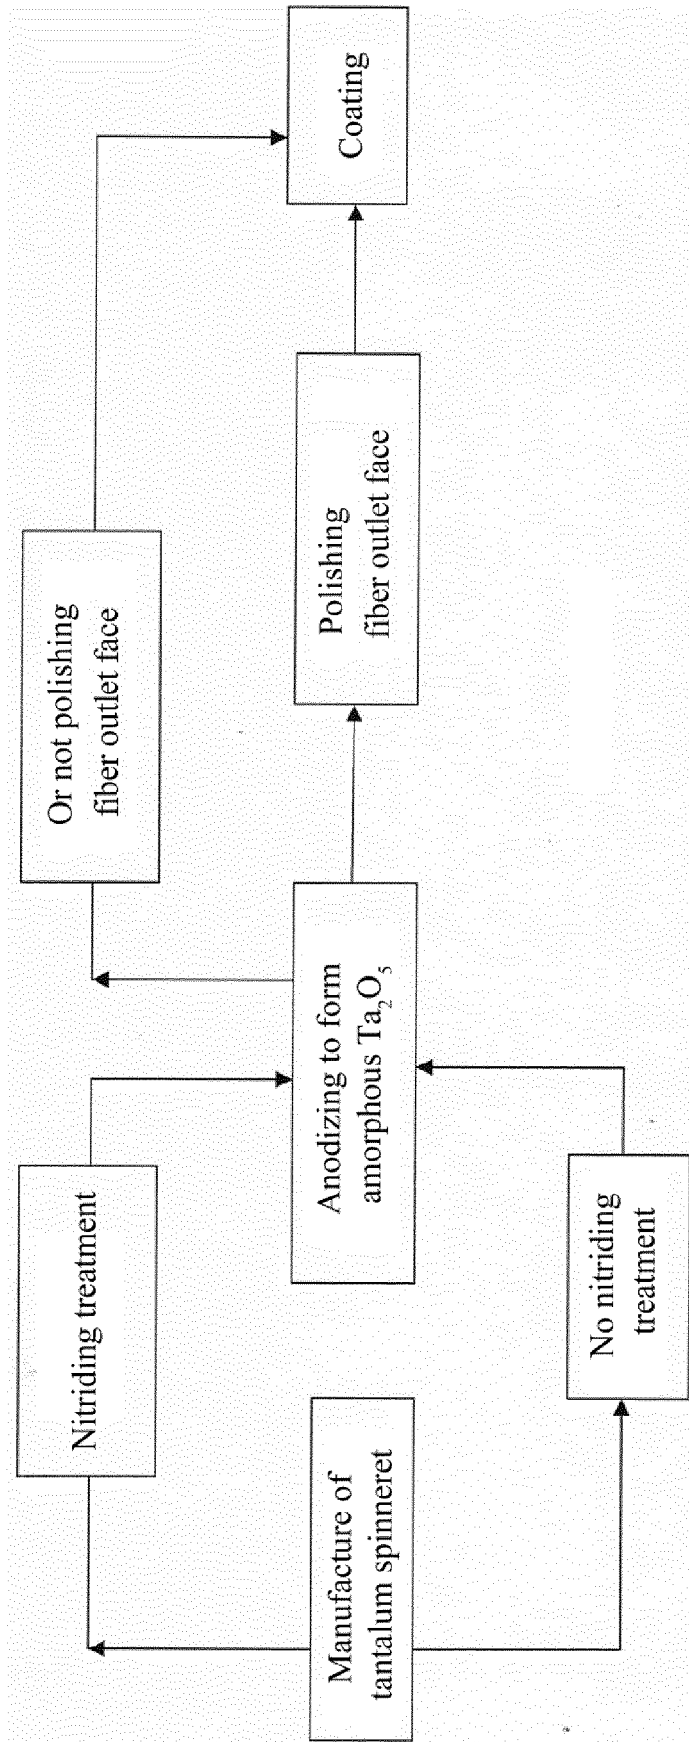 Manufacture of
tantalum spinneret
Nitriding treatment
No nitriding
treatment
Anodizing to form
amorphous Ta₂O₅
Or not polishing
fiber outlet face
Polishing
fiber outlet face
Coating